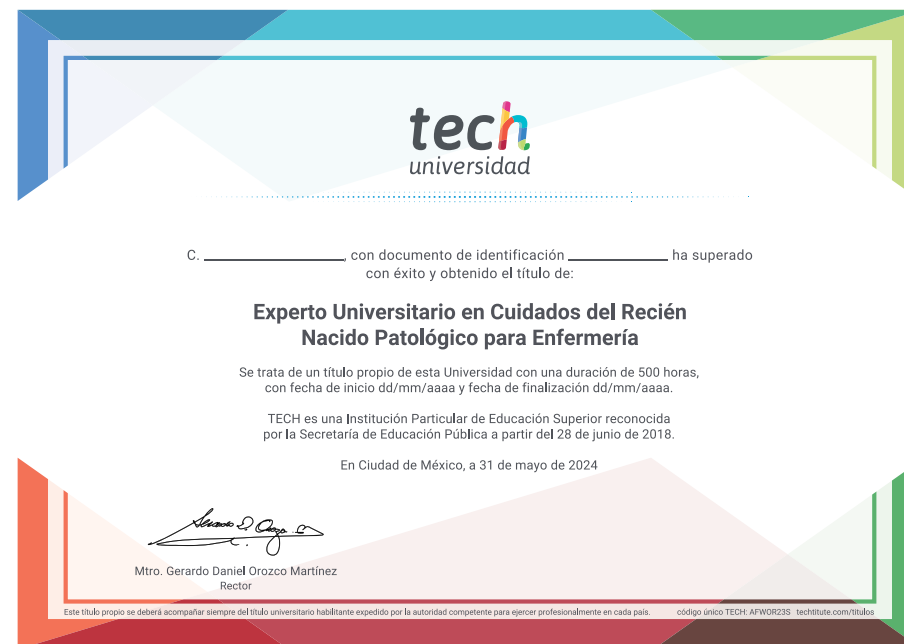 tech
universidad
C. ____________, con documento de identificación ____________ ha superado
con éxito y obtenido el título de:
Experto Universitario en Cuidados del Recién
Nacido Patológico para Enfermería
Se trata de un título propio de esta Universidad con una duración de 500 horas,
con fecha de inicio dd/mm/aaaa y fecha de finalización dd/mm/aaaa.
TECH es una Institución Particular de Educación Superior reconocida
por la Secretaría de Educación Pública a partir del 28 de junio de 2018.
En Ciudad de México, a 31 de mayo de 2024
Mtro. Gerardo Daniel Orozco Martínez
Rector
Este título propio se deberá acompañar siempre del título universitario habilitante expedido por la autoridad competente para ejercer profesionalmente en cada país. código único TECH: AFWOR23S techtitute.com/titulos